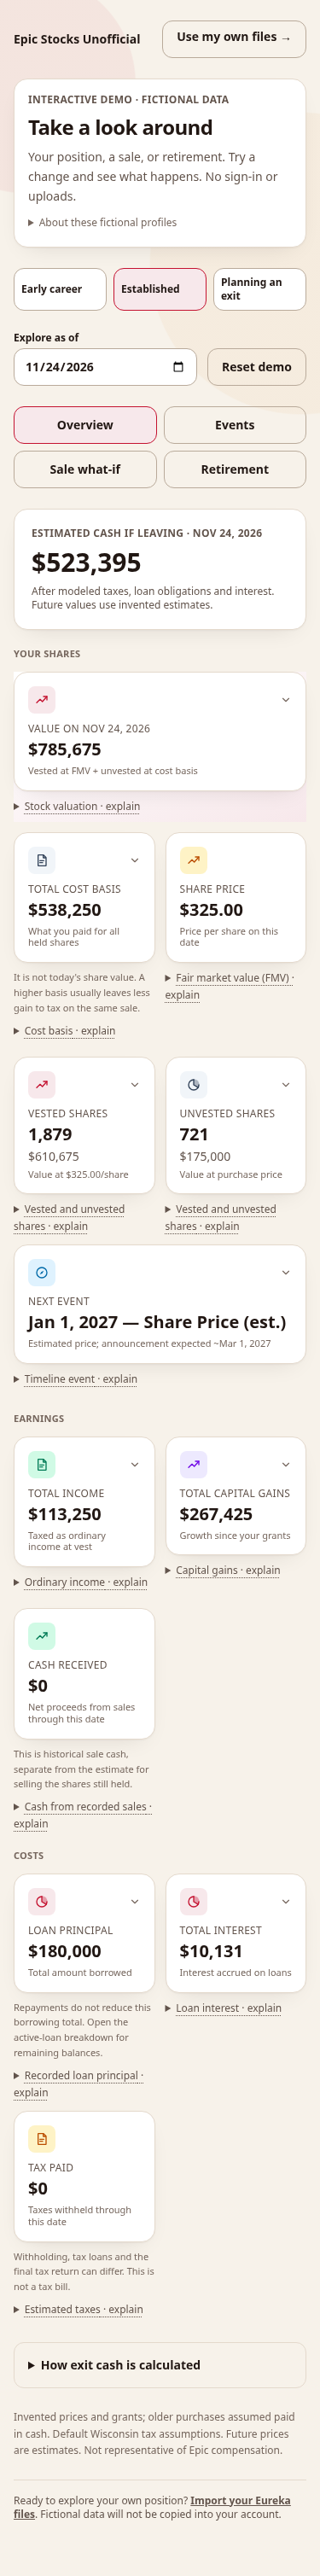 Epic Stocks Unofficial
Use my own files →
INTERACTIVE DEMO · FICTIONAL DATA
Take a look around
Your position, a sale, or retirement. Try a
change and see what happens. No sign-in or
uploads.
▶ About these fictional profiles
Early career
Established
Planning an
exit
Explore as of
11/24/2026
Reset demo
Overview
Events
Sale what-if
Retirement
ESTIMATED CASH IF LEAVING · NOV 24, 2026
$523,395
After modeled taxes, loan obligations and interest.
Future values use invented estimates.
YOUR SHARES
VALUE ON NOV 24, 2026
$785,675
Vested at FMV + unvested at cost basis
▶ Stock valuation · explain
TOTAL COST BASIS
$538,250
What you paid for all
held shares
It is not today's share value. A
higher basis usually leaves less
gain to tax on the same sale.
▶ Cost basis · explain
SHARE PRICE
$325.00
Price per share on this
date
▶ Fair market value (FMV) ·
explain
VESTED SHARES
1,879
$610,675
Value at $325.00/share
▶ Vested and unvested
shares · explain
UNVESTED SHARES
721
$175,000
Value at purchase price
▶ Vested and unvested
shares · explain
NEXT EVENT
Jan 1, 2027 — Share Price (est.)
Estimated price; announcement expected ~Mar 1, 2027
▶ Timeline event · explain
EARNINGS
TOTAL INCOME
$113,250
Taxed as ordinary
income at vest
▶ Ordinary income · explain
TOTAL CAPITAL GAINS
$267,425
Growth since your grants
▶ Capital gains · explain
CASH RECEIVED
$0
Net proceeds from sales
through this date
This is historical sale cash,
separate from the estimate for
selling the shares still held.
▶ Cash from recorded sales ·
explain
COSTS
LOAN PRINCIPAL
$180,000
Total amount borrowed
Repayments do not reduce this
borrowing total. Open the
active-loan breakdown for
remaining balances.
▶ Recorded loan principal ·
explain
TOTAL INTEREST
$10,131
Interest accrued on loans
▶ Loan interest · explain
TAX PAID
$0
Taxes withheld through
this date
Withholding, tax loans and the
final tax return can differ. This is
not a tax bill.
▶ Estimated taxes · explain
▶ How exit cash is calculated
Invented prices and grants; older purchases assumed paid
in cash. Default Wisconsin tax assumptions. Future prices
are estimates. Not representative of Epic compensation.
Ready to explore your own position? Import your Eureka
files. Fictional data will not be copied into your account.